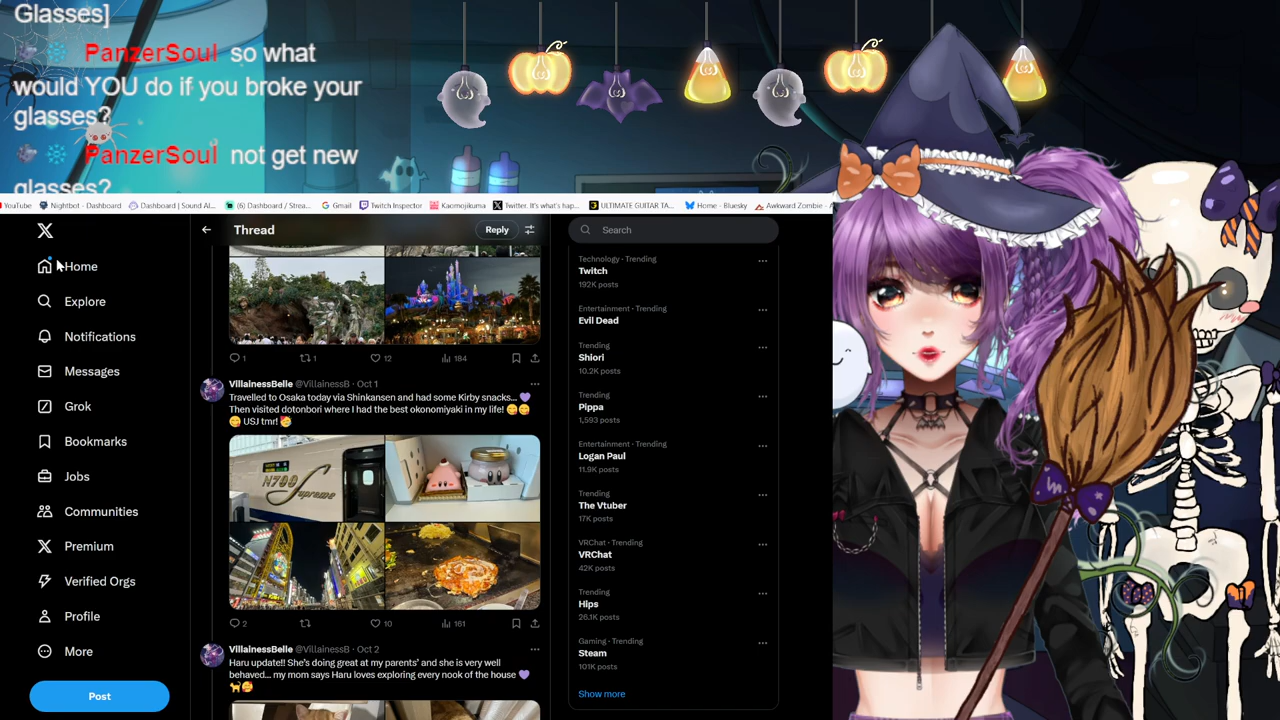 Glasses]
PanzerSoul so what
would YOU do if you broke your
glasses?
PanzerSoul not get new
glasses?
YouTube
Nightbot - Dashboard
Dashboard | Sound Al...
(6) Dashboard / Strea...
Gmail
Twitch Inspector
Kaomojikuma
Twitter. It's what's hap...
ULTIMATE GUITAR TA...
Home - Bluesky
Awkward Zombie - A
Home
Explore
Notifications
Messages
Grok
Bookmarks
Jobs
Communities
Premium
Verified Orgs
Profile
More
Post
Thread
Reply
1
1
12
184
VillainessBelle @VillainessB · Oct 1
Travelled to Osaka today via Shinkansen and had some Kirby snacks... 💜
Then visited dotonbori where I had the best okonomiyaki in my life! 😋😋
😋 USJ tmr! 🥳
N700
Supreme
2
10
161
VillainessBelle @VillainessB · Oct 2
Haru update!! She's doing great at my parents' and she is very well
behaved... my mom says Haru loves exploring every nook of the house 💜
🐈🥰
Search
Technology · Trending
Twitch
192K posts
Entertainment · Trending
Evil Dead
Trending
Shiori
10.2K posts
Trending
Pippa
1,593 posts
Entertainment · Trending
Logan Paul
11.9K posts
Trending
The Vtuber
17K posts
VRChat · Trending
VRChat
42K posts
Trending
Hips
26.1K posts
Gaming · Trending
Steam
101K posts
Show more